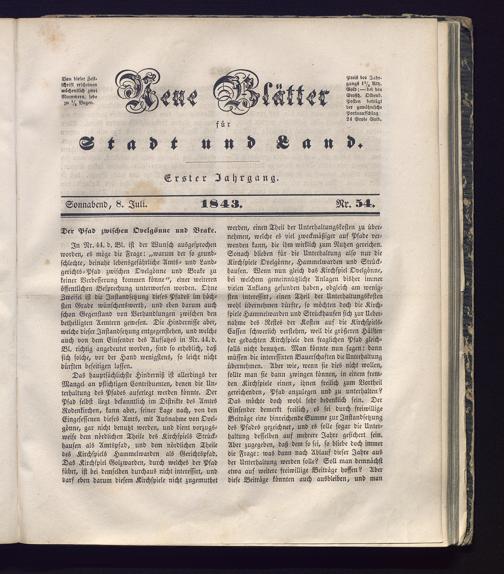 Von dieser Zeit-
schrift erscheinen
wöchentlich zwei
Nummern, jede
zu ½ Bogen.
Neue Blätter
für
Stadt und Land.
Erster Jahrgang.
Preis des Jahr-
gangs
Gold; — bei den
Großh. Oldenb.
Posten beträgt
der gewöhnliche
Portoaufschlag
24 Grote Gold.
Sonnabend, 8. Juli. 1843. Nr. 54.
Der Pfad zwischen Ovelgönne und Brake.
In Nr. 44. d. Bl. ist der Wunsch ausgesprochen
worden, es möge die Frage: „warum der so grund-
schlechte, beinahe lebensgefährliche Amts- und Land-
gerichts-Pfad zwischen Ovelgönne und Brake zu
keiner Verbesserung kommen könne“, einer weiteren
öffentlichen Besprechung unterworfen werden. Ohne
Zweifel ist die Instandsetzung dieses Pfades im höch-
sten Grade wünschenswerth, und eben darum auch
schon Gegenstand von Verhandlungen zwischen den
betheiligten Aemtern gewesen. Die Hindernisse aber,
welche dieser Instandsetzung entgegenstehen, und welche
auch von dem Einsender des Aufsatzes in Nr. 44. d.
Bl. richtig angedeutet worden, sind so erheblich, daß
sich solche, vor der Hand wenigstens, so leicht nicht
dürften beseitigen lassen.
Das hauptsächlichste Hinderniß ist allerdings der
Mangel an pflichtigen Contribuenten, denen die Un-
terhaltung des Pfades auferlegt werden könnte. Der
Pfad selbst liegt bekanntlich im Distrikte des Amts
Rodenkirchen, kann aber, seiner Lage nach, von den
Eingesessenen dieses Amts, mit Ausnahme von Ovel-
gönne, gar nicht benutzt werden, und dient vorzugs-
weise dem nördlichen Theile des Kirchspiels Strück-
hausen als Amtspfad, und dem nördlichen Theile
des Kirchspiels Hammelwarden als Gerichtspfad.
Das Kirchspiel Golzwarden, durch welches der Pfad
führt, ist bei demselben durchaus nicht interessirt, und
darf eben darum diesem Kirchspiele nicht zugemuthet
werden, einen Theil der Unterhaltungskosten zu über-
nehmen, welche es viel zweckmäßiger auf Pfade ver-
wenden kann, die ihm wirklich zum Nutzen gereichen.
Sonach blieben für die Unterhaltung also nur die
Kirchspiele Ovelgönne, Hammelwarden und Strück-
hausen. Wenn nun gleich das Kirchspiel Ovelgönne,
bei welchem gemeinnützliche Anlagen bisher immer
vielen Anklang gefunden haben, obgleich am wenig-
sten interessirt, einen Theil der Unterhaltungskosten
wohl übernehmen dürfte, so möchten doch die Kirch-
spiele Hammelwarden und Strückhausen sich zur Ueber-
nahme des Restes der Kosten auf die Kirchspiels-
Cassen schwerlich verstehen, weil die größeren Hälften
der gedachten Kirchspiele den fraglichen Pfad gleich-
falls nicht benutzen. Man könnte nun sagen: dann
müssen die interessirten Bauerschaften die Unterhaltung
übernehmen. Aber wie, wenn sie dies nicht wollen,
sollte man sie dann zwingen können, in einem frem-
den Kirchspiele einen, ihnen freilich zum Vortheil
gereichenden, Pfad anzulegen und zu unterhalten?
Das möchte doch wohl sehr bedenklich sein. Der
Einsender bemerkt freilich, es sei durch freiwillige
Beiträge eine hinreichende Summe zur Instandsetzung
des Pfades gezeichnet, und es solle sogar die Unter-
haltung desselben auf mehrere Jahre gesichert sein.
Aber zugegeben, daß dem so sei, so bliebe doch immer
die Frage: was dann nach Ablauf dieser Jahre aus
der Unterhaltung werden solle? Soll man demnächst
etwa auf weitere freiwillige Beiträge hoffen? Aber
diese Beiträge könnten auch ausbleiben, und man